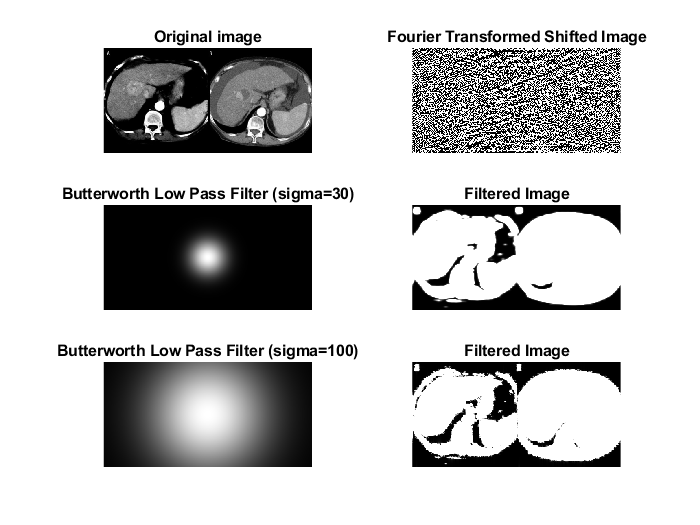 Original image
Fourier Transformed Shifted Image
Butterworth Low Pass Filter (sigma=30)
Filtered Image
Butterworth Low Pass Filter (sigma=100)
Filtered Image